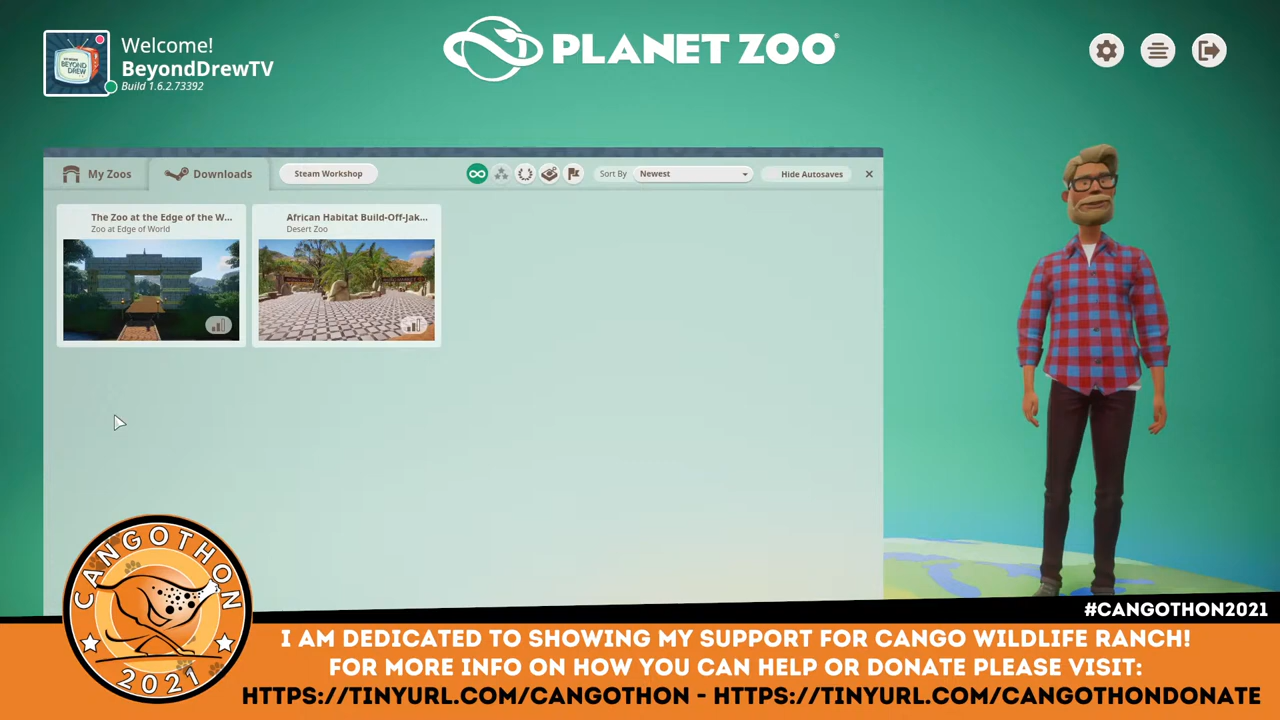 Welcome!
BeyondDrewTV
Build 1.6.2.73392
PLANET ZOO
My Zoos
Downloads
Steam Workshop
Sort By
Newest
Hide Autosaves
The Zoo at the Edge of the W...
Zoo at Edge of World
African Habitat Build-Off-Jak...
Desert Zoo
CANGOTHON
2021
#CANGOTHON2021
I AM DEDICATED TO SHOWING MY SUPPORT FOR CANGO WILDLIFE RANCH!
FOR MORE INFO ON HOW YOU CAN HELP OR DONATE PLEASE VISIT:
HTTPS://TINYURL.COM/CANGOTHON - HTTPS://TINYURL.COM/CANGOTHONDONATE